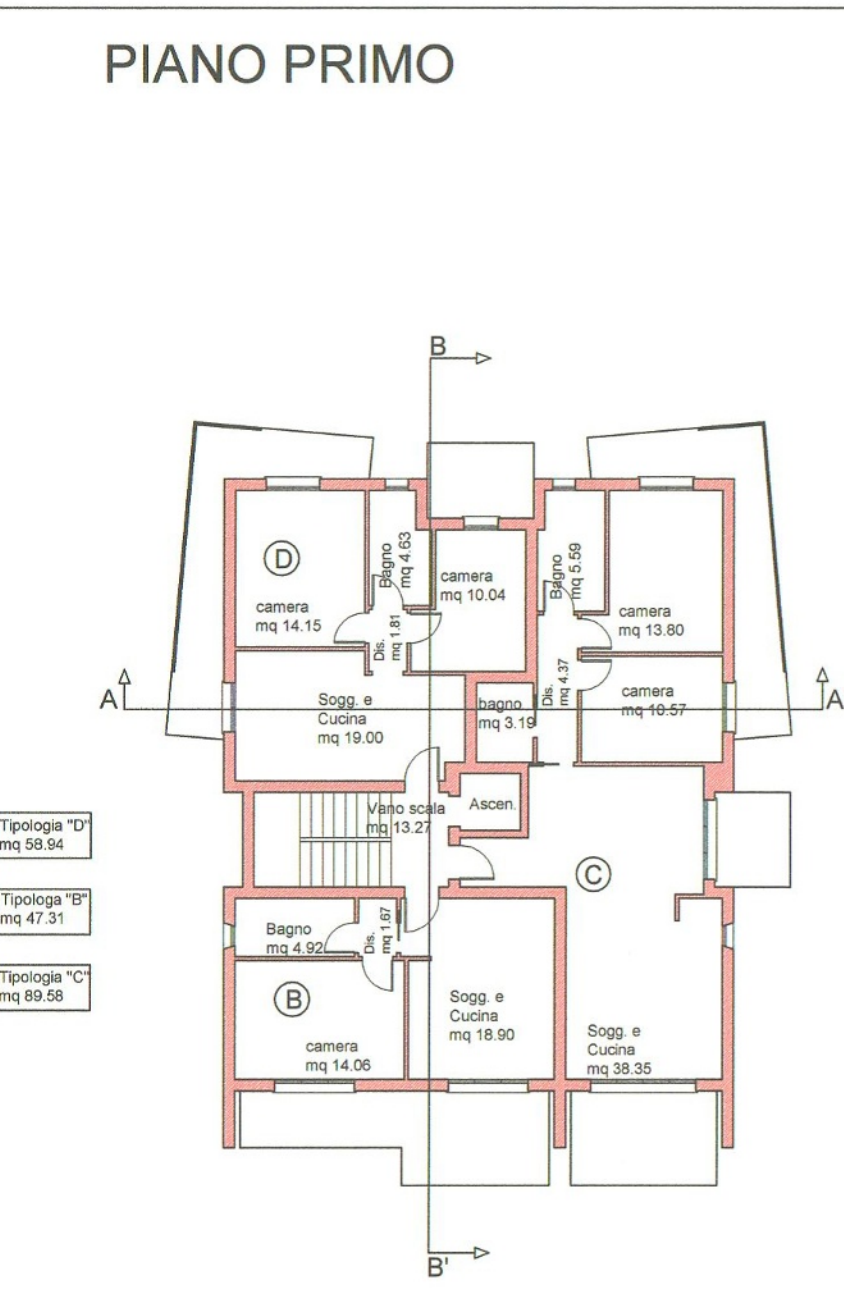 PIANO PRIMO
B
D
Bagno
mq 4.63
camera
mq 10.04
Bagno
mq 5.59
camera
mq 14.15
Dis.
mq 1.81
camera
mq 13.80
A
Sogg. e
Cucina
mq 19.00
bagno
mq 3.19
Dis.
mq 4.37
camera
mq 10.57
A
Tipologia "D"
mq 58.94
Vano scala
mq 13.27
Ascen.
C
Tipologa "B"
mq 47.31
Bagno
mq 4.92
Dis.
mq 1.67
Tipologia "C"
mq 89.58
B
camera
mq 14.06
Sogg. e
Cucina
mq 18.90
Sogg. e
Cucina
mq 38.35
B'